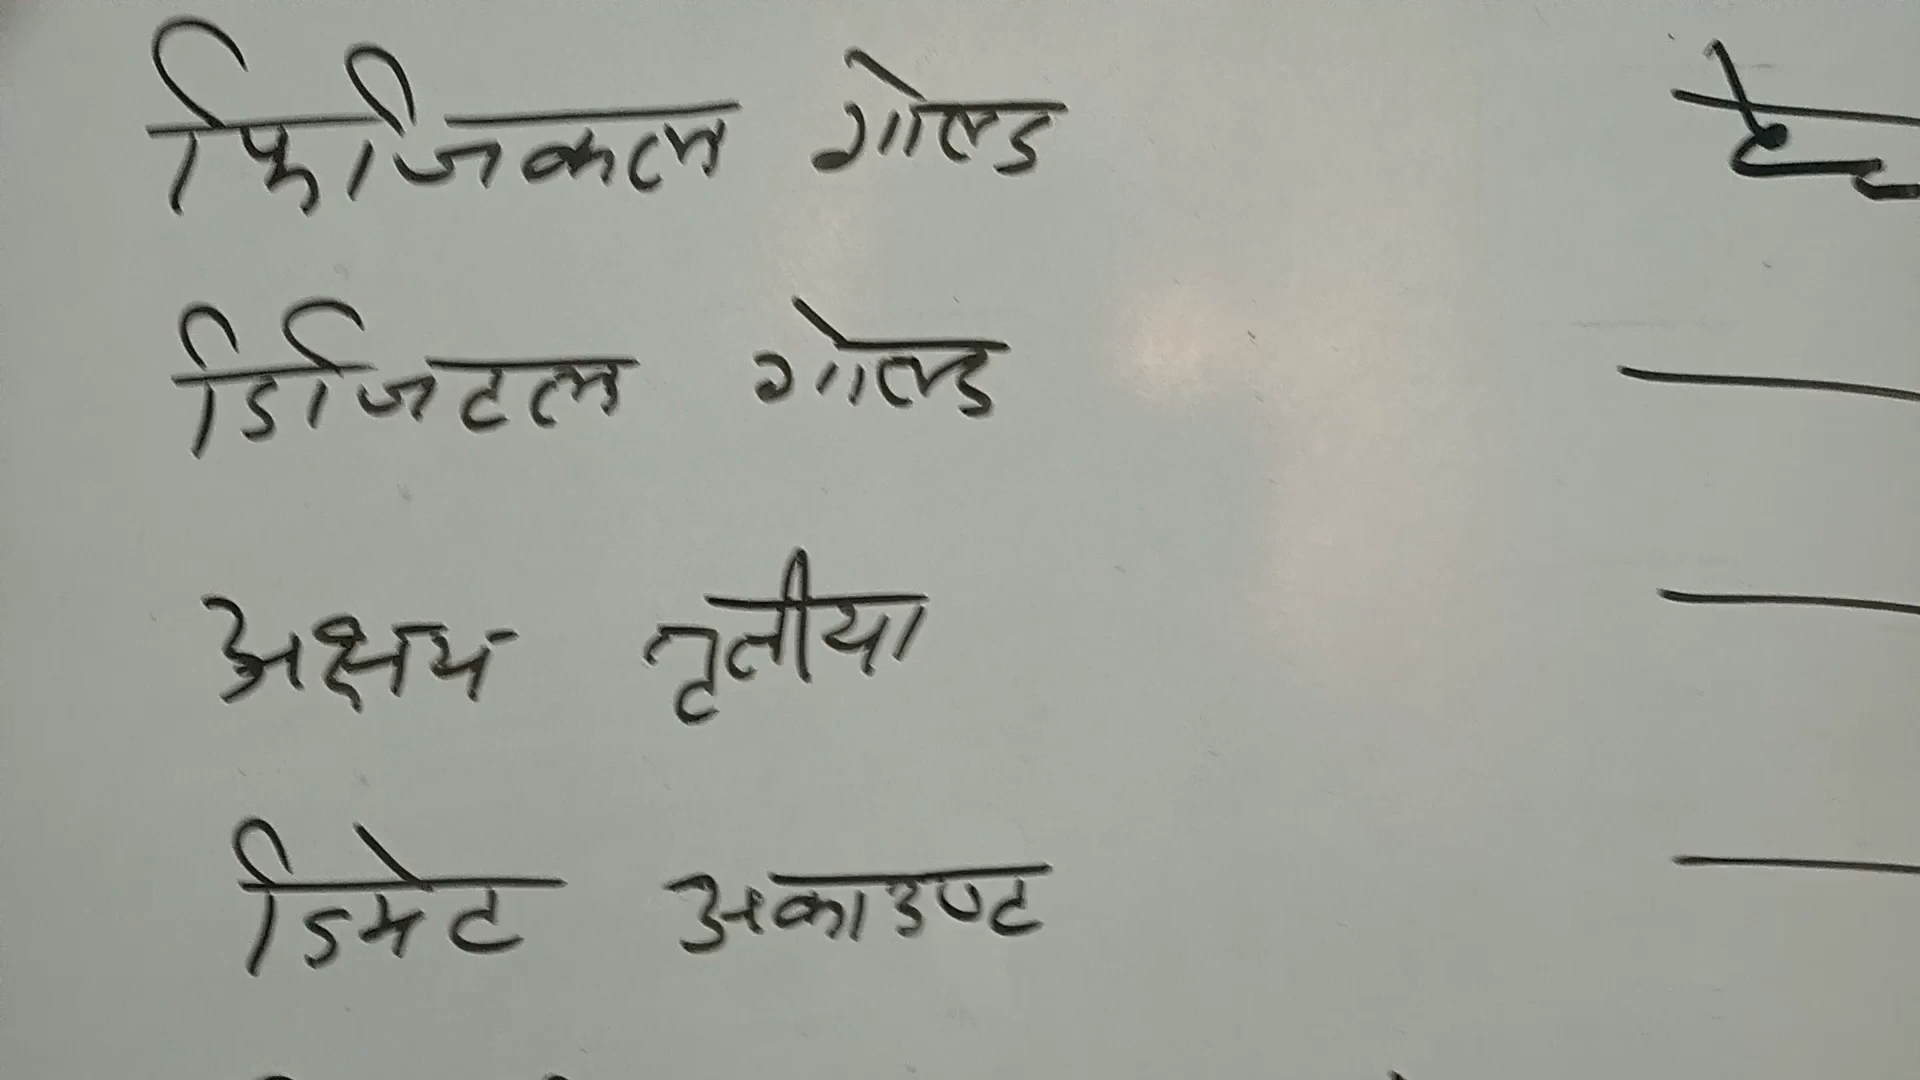 फिजिकल गोल्ड
डिजिटल गोल्ड
अक्षय तृतीया
डिमेट अकाउण्ट